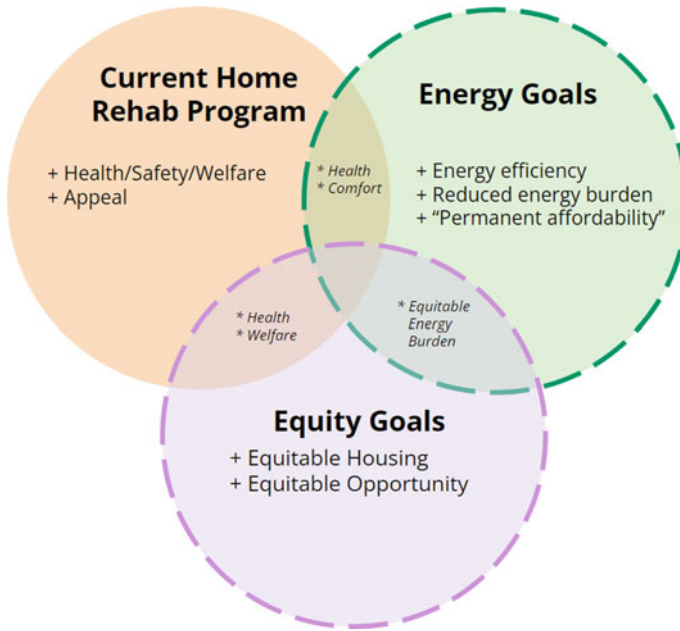 Current Home
Rehab Program
+ Health/Safety/Welfare
+ Appeal
* Health
* Comfort
Energy Goals
+ Energy efficiency
+ Reduced energy burden
+ “Permanent affordability”
* Health
* Welfare
* Equitable
Energy
Burden
Equity Goals
+ Equitable Housing
+ Equitable Opportunity